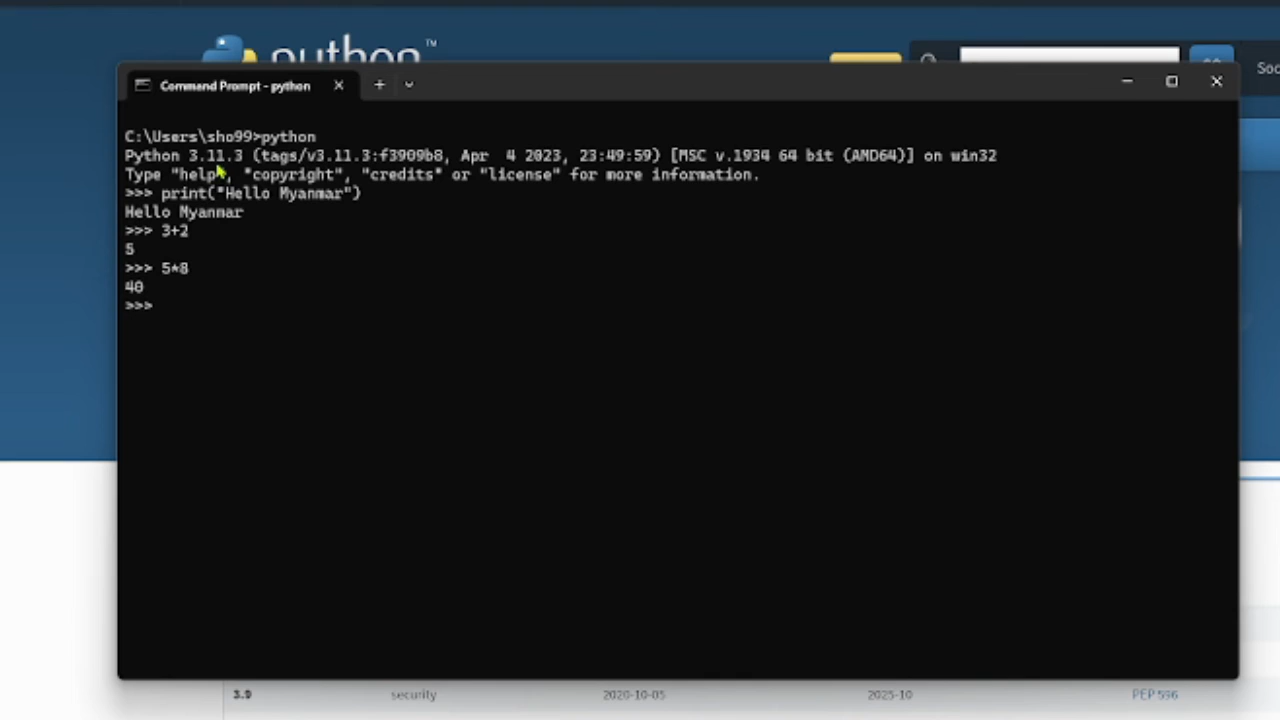 python™
Soc
Command Prompt - python
C:\Users\sho99>python
Python 3.11.3 (tags/v3.11.3:f3909b8, Apr  4 2023, 23:49:59) [MSC v.1934 64 bit (AMD64)] on win32
Type "help", "copyright", "credits" or "license" for more information.
>>> print("Hello Myanmar")
Hello Myanmar
>>> 3+2
5
>>> 5*8
40
>>>
3.9 security 2020-10-05 2025-10 PEP 596